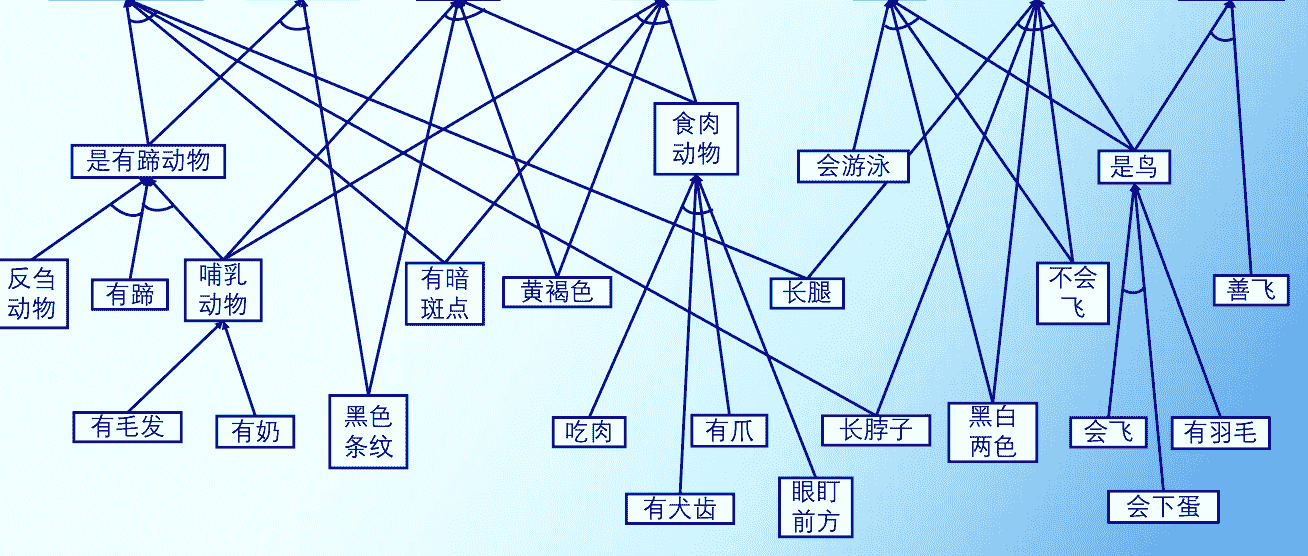 食肉
动物
是有蹄动物
会游泳
是鸟
反刍
动物
有蹄
哺乳
动物
有暗
斑点
黄褐色
长腿
不会
飞
善飞
有毛发
有奶
黑色
条纹
吃肉
有爪
长脖子
黑白
两色
会飞
有羽毛
有犬齿
眼盯
前方
会下蛋